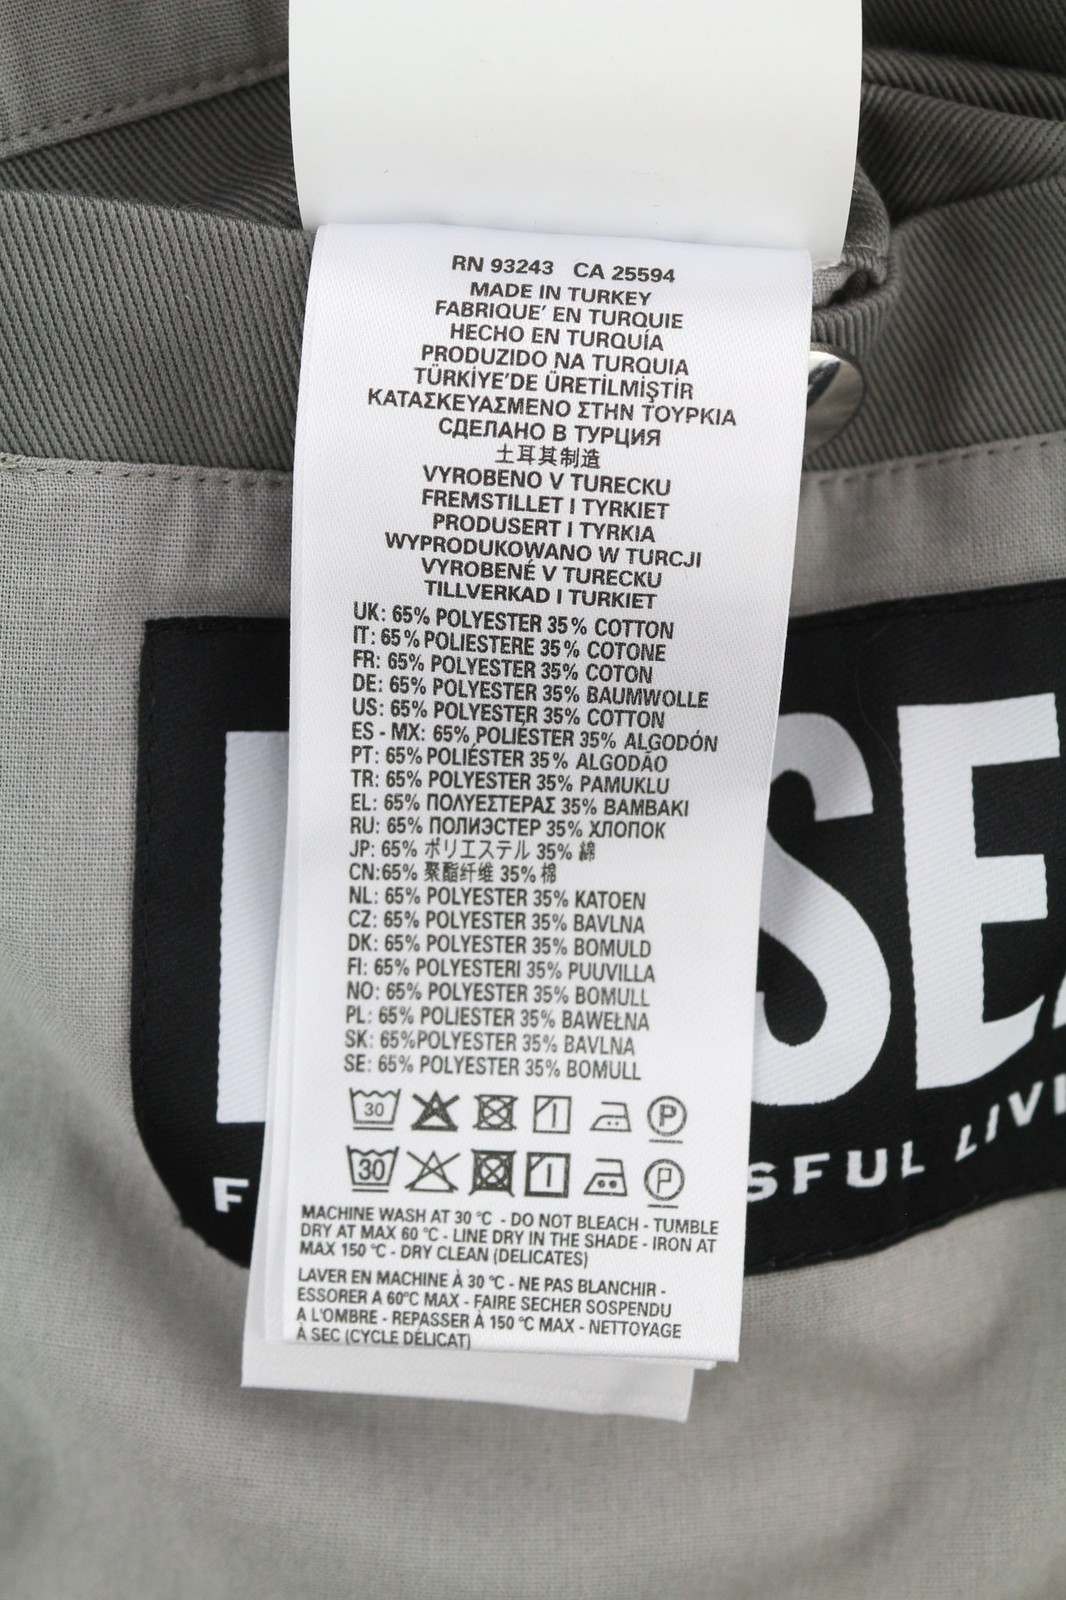 RN 93243 CA 25594
MADE IN TURKEY
FABRIQUE' EN TURQUIE
HECHO EN TURQUÍA
PRODUZIDO NA TURQUIA
TÜRKİYE'DE ÜRETİLMİŞTİR
ΚΑΤΑΣΚΕΥΑΣΜΕΝΟ ΣΤΗΝ ΤΟΥΡΚΙΑ
СДЕЛАНО В ТУРЦИЯ
土耳其制造
VYROBENO V TURECKU
FREMSTILLET I TYRKIET
PRODUSERT I TYRKIA
WYPRODUKOWANO W TURCJI
VYROBENÉ V TURECKU
TILLVERKAD I TURKIET
UK: 65% POLYESTER 35% COTTON
IT: 65% POLIESTERE 35% COTONE
FR: 65% POLYESTER 35% COTON
DE: 65% POLYESTER 35% BAUMWOLLE
US: 65% POLYESTER 35% COTTON
ES - MX: 65% POLIÉSTER 35% ALGODÓN
PT: 65% POLIÉSTER 35% ALGODÃO
TR: 65% POLYESTER 35% PAMUKLU
EL: 65% ΠΟΛΥΕΣΤΕΡΑΣ 35% ΒΑΜΒΑΚΙ
RU: 65% ПОЛИЭСТЕР 35% ХЛОПОК
JP: 65% ポリエステル 35% 綿
CN:65% 聚酯纤维 35% 棉
NL: 65% POLYESTER 35% KATOEN
CZ: 65% POLYESTER 35% BAVLNA
DK: 65% POLYESTER 35% BOMULD
FI: 65% POLYESTERI 35% PUUVILLA
NO: 65% POLYESTER 35% BOMULL
PL: 65% POLIESTER 35% BAWEŁNA
SK: 65%POLYESTER 35% BAVLNA
SE: 65% POLYESTER 35% BOMULL
30 P
30 P
MACHINE WASH AT 30 °C - DO NOT BLEACH - TUMBLE
DRY AT MAX 60 °C - LINE DRY IN THE SHADE - IRON AT
MAX 150 °C - DRY CLEAN (DELICATES)
LAVER EN MACHINE À 30 °C - NE PAS BLANCHIR -
ESSORER A 60°C MAX - FAIRE SECHER SOSPENDU
A L'OMBRE - REPASSER À 150 °C MAX - NETTOYAGE
À SEC (CYCLE DÉLICAT)
SE
F
SFUL LIVI